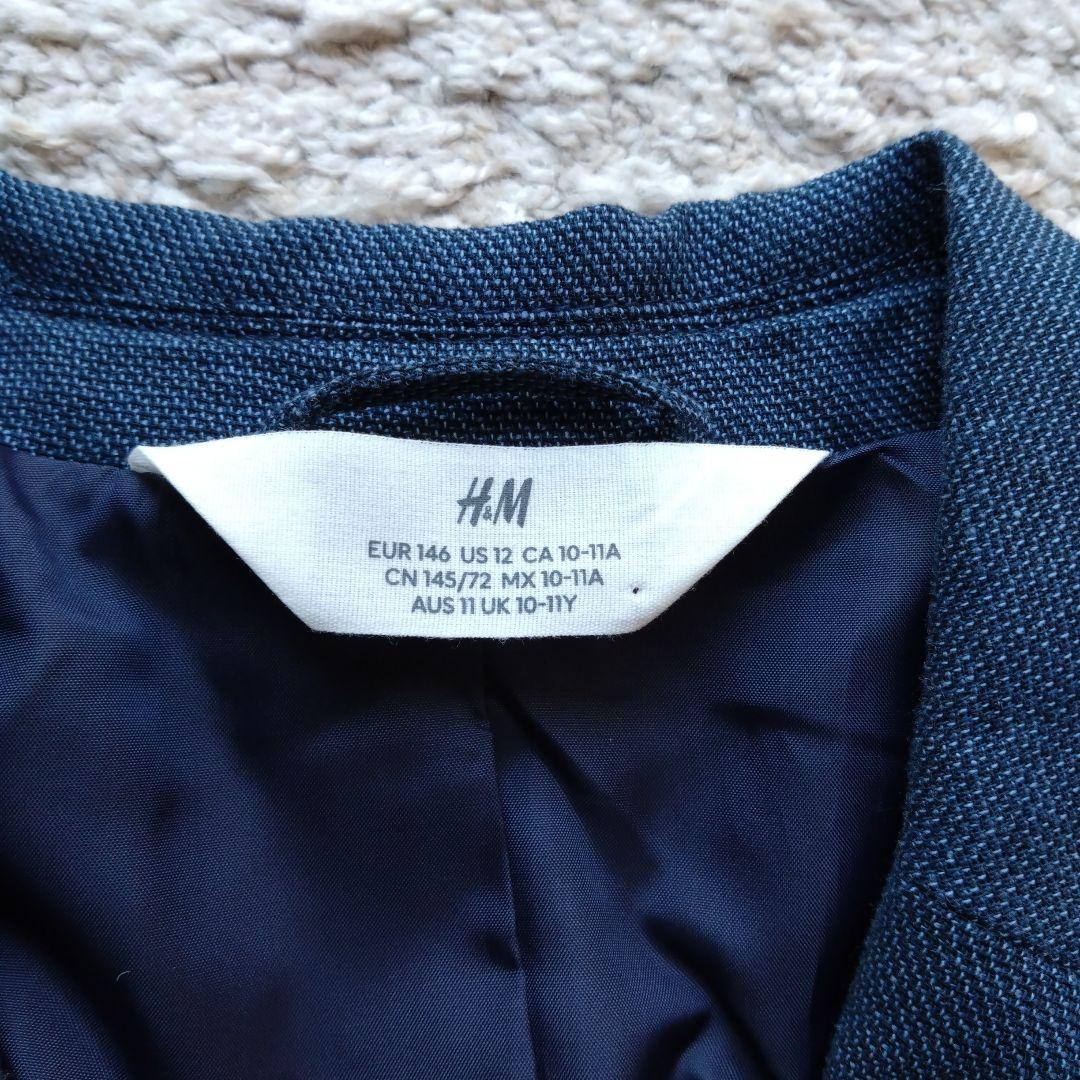 H&M
EUR 146 US 12 CA 10-11A
CN 145/72 MX 10-11A
AUS 11 UK 10-11Y